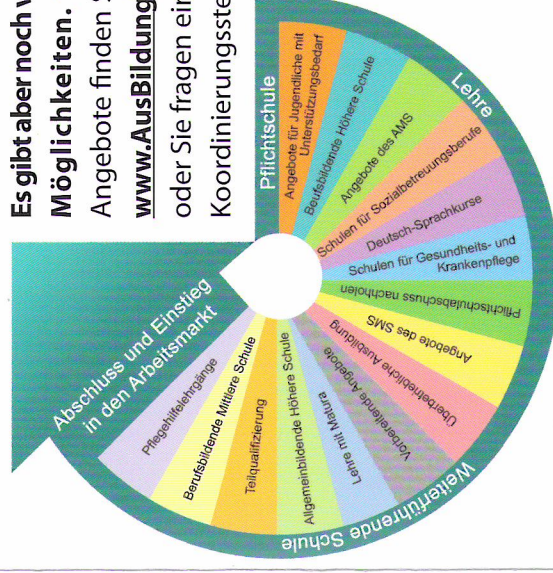 Es gibt aber noch v
Möglichkeiten.
Angebote finden S
www.AusBildung
oder Sie fragen ein
Koordinierungsste
Pflichtschule
Lehre
Weiterführende Schule
Abschluss und Einstieg
in den Arbeitsmarkt
Angebote für Jugendliche mit
Unterstützungsbedarf
Beufsbildende Höhere Schule
Angebote des AMS
Schulen für Sozialbetreuungsberufe
Deutsch-Sprachkurse
Schulen für Gesundheits- und
Krankenpflege
Pflichtschulabschluss nachholen
Angebote des SMS
Überbetriebliche Ausbildung
Vorbereitende Angebote
Lehre mit Matura
Allgemeinbildende Höhere Schule
Teilqualifizierung
Berufsbildende Mittlere Schule
Pflegehilfelehrgänge